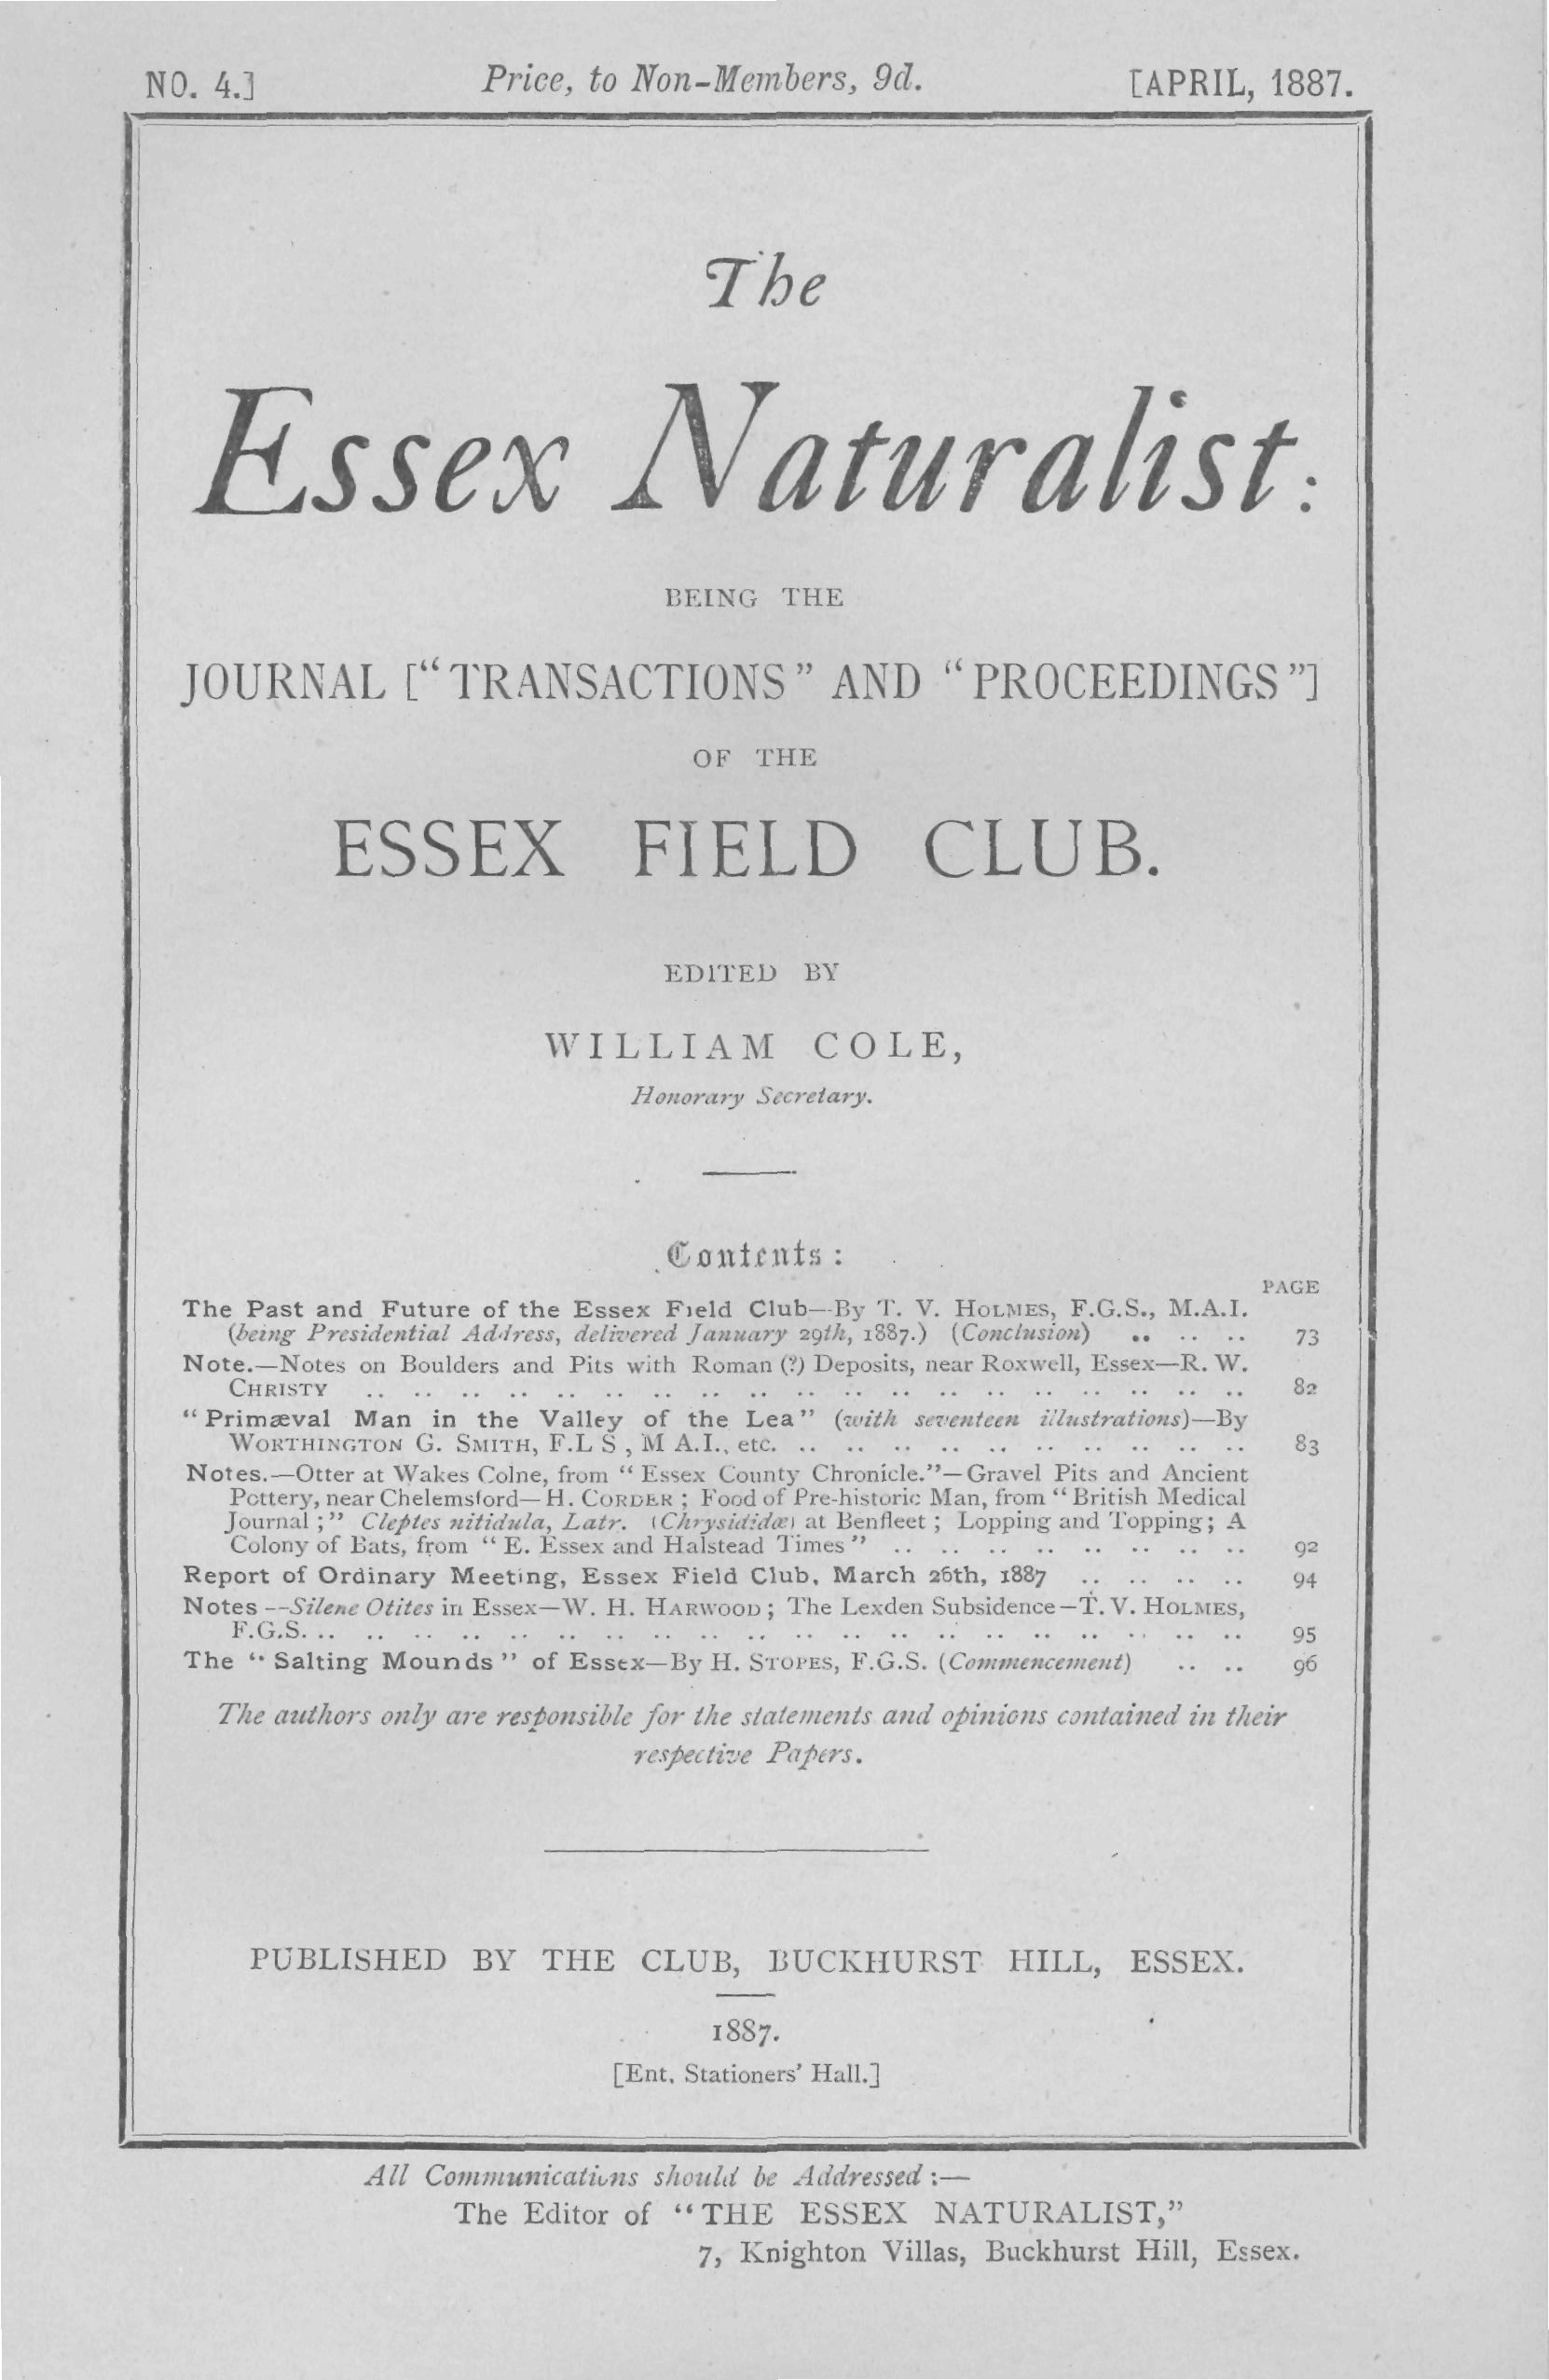 NO. 4.] Price, to Non-Members, 9d. [APRIL, 1887.
The
Essex Naturalist:
BEING THE
JOURNAL ["TRANSACTIONS" AND "PROCEEDINGS"]
OF THE
ESSEX FIELD CLUB.
EDITED BY
WILLIAM COLE,
Honorary Secretary.
Contents:
PAGE
The Past and Future of the Essex Field Club—By T. V. HOLMES, F.G.S., M.A.I.
(being Presidential Address, delivered January 29th, 1887.) (Conclusion) .. .. .. 73
Note.—Notes on Boulders and Pits with Roman (?) Deposits, near Roxwell, Essex—R. W.
CHRISTY .. .. .. .. .. .. .. .. .. .. .. .. .. .. .. .. .. .. .. 82
"Primæval Man in the Valley of the Lea" (with seventeen illustrations)—By
WORTHINGTON G. SMITH, F.L S , M A.I., etc. .. .. .. .. .. .. .. .. .. .. 83
Notes.—Otter at Wakes Colne, from "Essex County Chronicle."—Gravel Pits and Ancient
Pottery, near Chelemsford—H. CORDER; Food of Pre-historic Man, from "British Medical
Journal;" Cleptes nitidula, Latr. (Chrysididæ) at Benfleet; Lopping and Topping; A
Colony of Bats, from "E. Essex and Halstead Times" .. .. .. .. .. .. .. .. 92
Report of Ordinary Meeting, Essex Field Club, March 26th, 1887 .. .. .. .. 94
Notes--Silene Otites in Essex—W. H. HARWOOD; The Lexden Subsidence—T. V. HOLMES,
F.G.S. .. .. .. .. .. .. .. .. .. .. .. .. .. .. .. .. .. .. .. .. 95
The "Salting Mounds" of Essex—By H. STOPES, F.G.S. (Commencement) .. .. 96
The authors only are responsible for the statements and opinions contained in their
respective Papers.
PUBLISHED BY THE CLUB, BUCKHURST HILL, ESSEX.
1887.
[Ent. Stationers' Hall.]
All Communications should be Addressed:—
The Editor of "THE ESSEX NATURALIST,"
7, Knighton Villas, Buckhurst Hill, Essex.